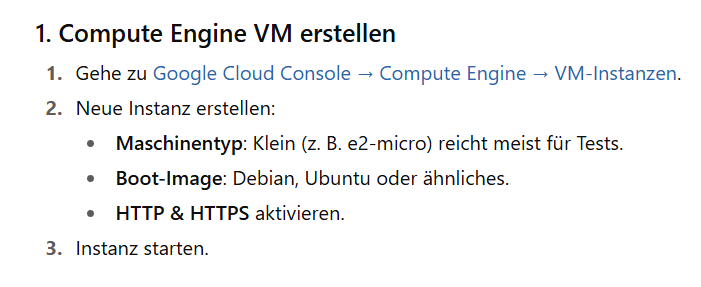 1. Compute Engine VM erstellen
1. Gehe zu Google Cloud Console → Compute Engine → VM-Instanzen.
2. Neue Instanz erstellen:
• Maschinentyp: Klein (z. B. e2-micro) reicht meist für Tests.
• Boot-Image: Debian, Ubuntu oder ähnliches.
• HTTP & HTTPS aktivieren.
3. Instanz starten.